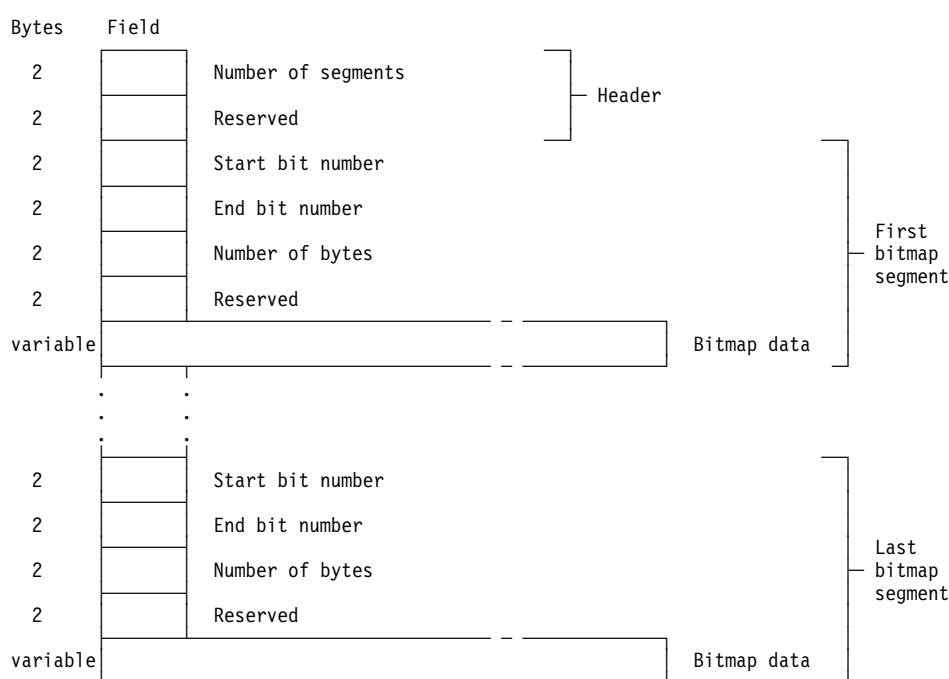 Bytes Field
2 Number of segments
Header
2 Reserved
2 Start bit number
2 End bit number
First
2 Number of bytes bitmap
segment
2 Reserved
variable Bitmap data
2 Start bit number
2 End bit number
Last
2 Number of bytes bitmap
segment
2 Reserved
variable Bitmap data